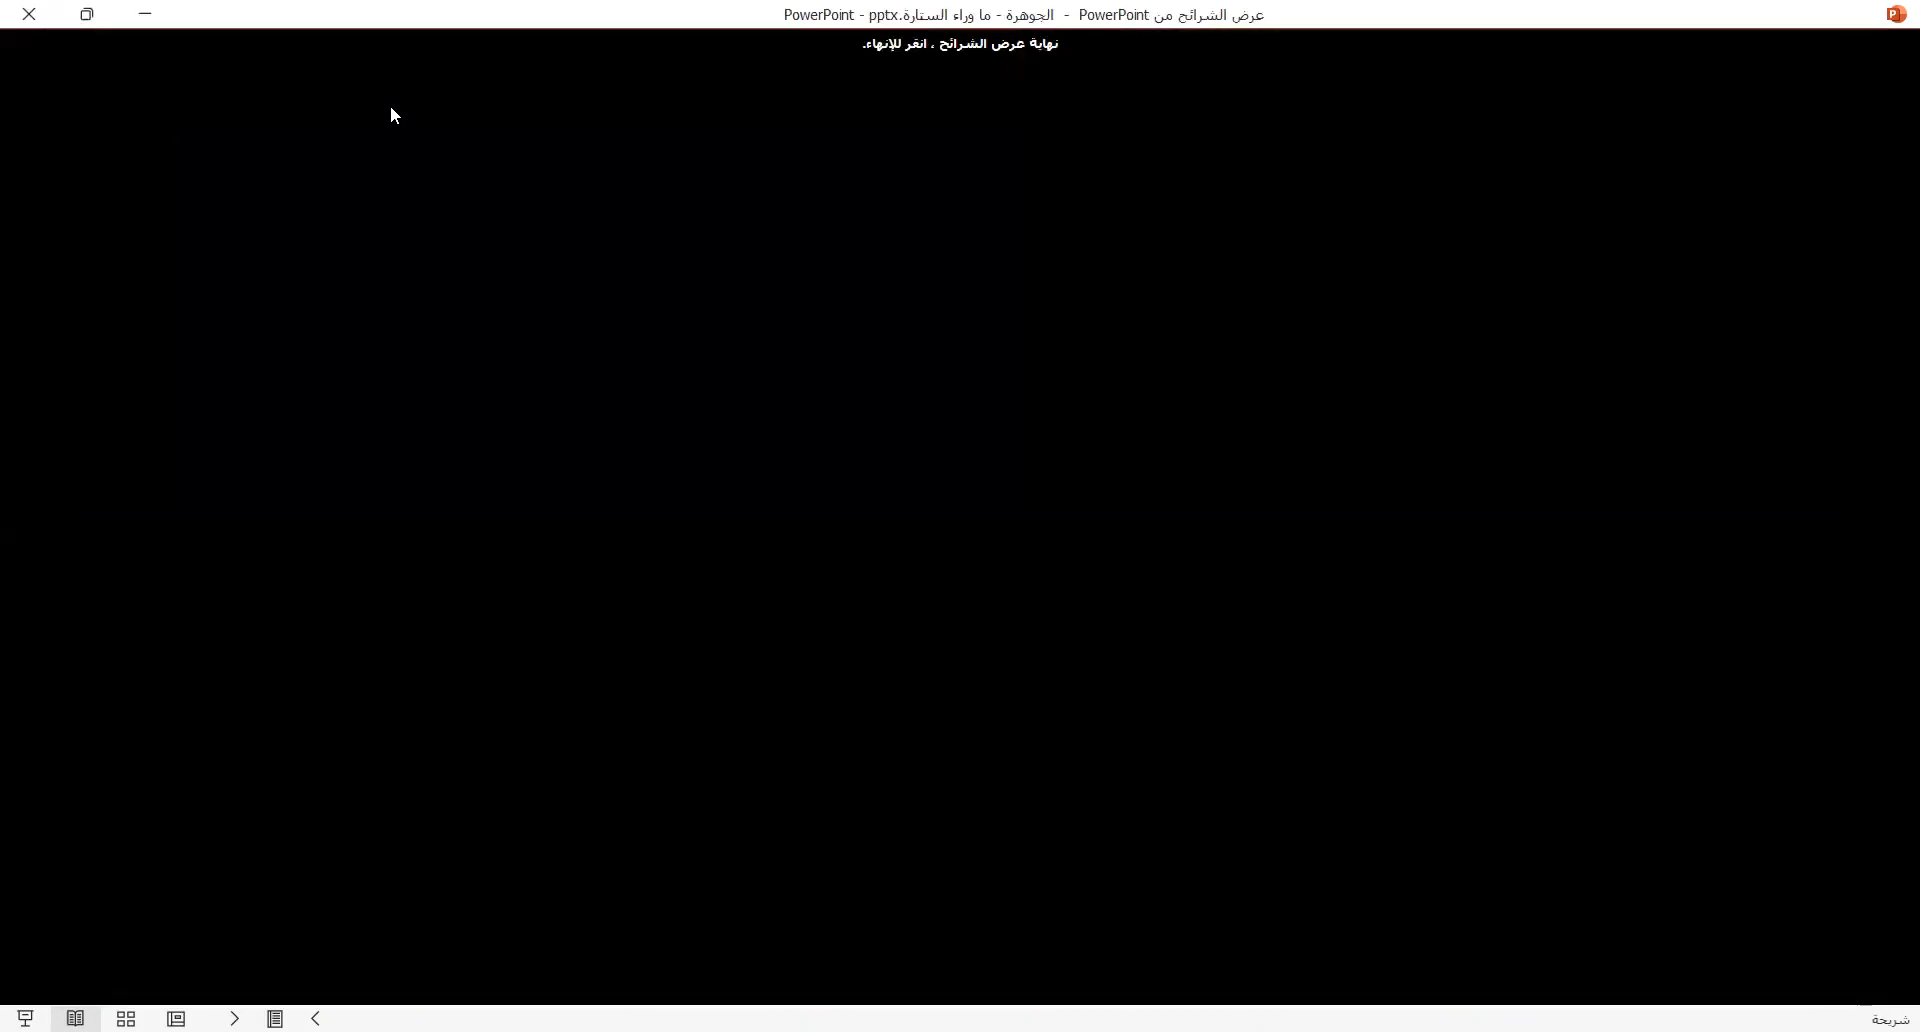 عرض الشرائح من PowerPoint - الجوهرة - ما وراء الستارة.pptx - PowerPoint
نهاية عرض الشرائح ، انقر للإنهاء.
شريحة